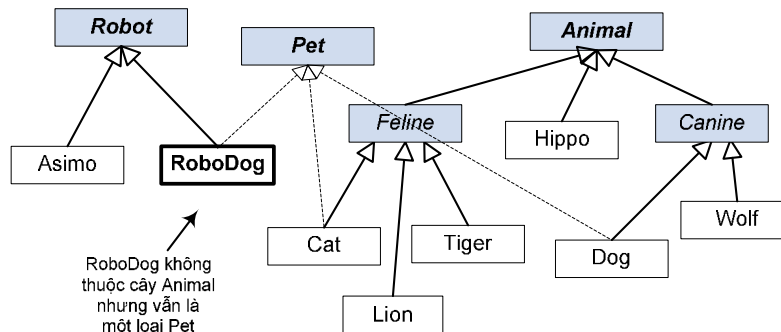 Robot
Pet
Animal
Feline
Hippo
Canine
Asimo
RoboDog
Cat
Tiger
Dog
Wolf
Lion
RoboDog không
thuộc cây Animal
nhưng vẫn là
một loại Pet